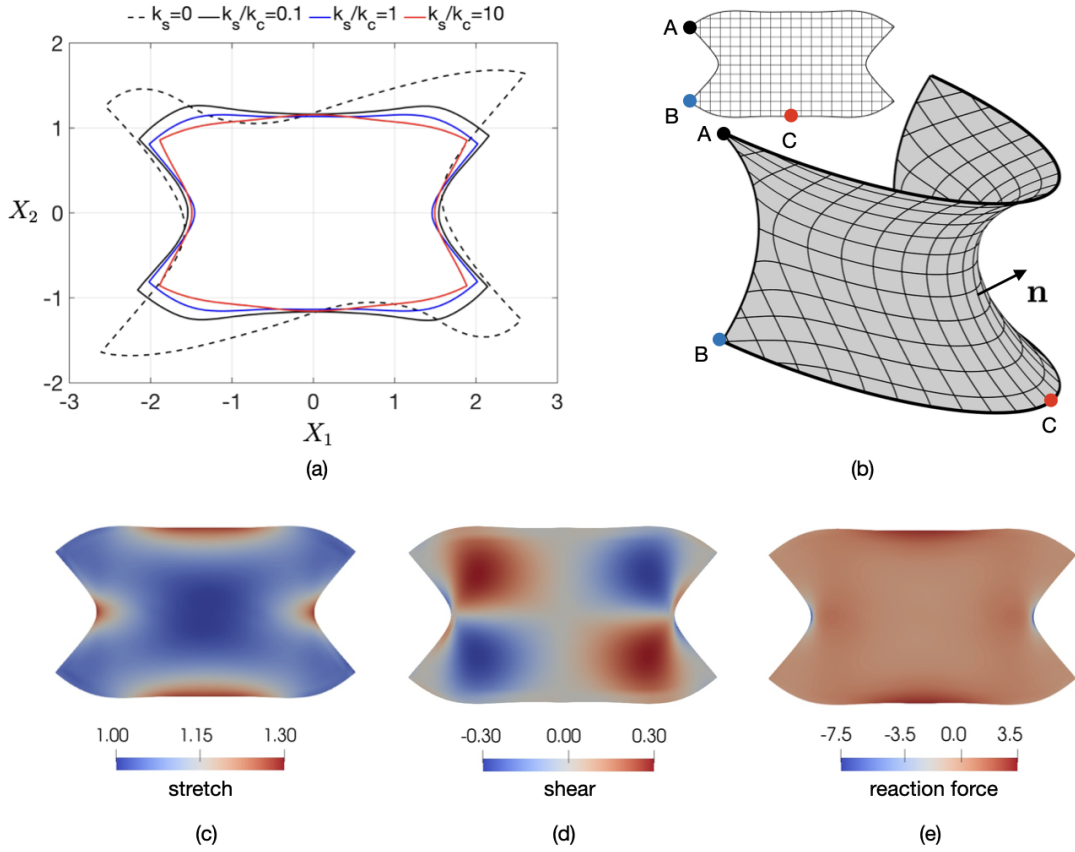 k_s=0 k_s/k_c=0.1 k_s/k_c=1 k_s/k_c=10
2
1
X_2 0
-1
-2
-3 -2 -1 0 1 2 3
X_1
(a)
A
B
C
A
n
B
C
(b)
1.00 1.15 1.30
stretch
(c)
-0.30 0.00 0.30
shear
(d)
-7.5 -3.5 0.0 3.5
reaction force
(e)